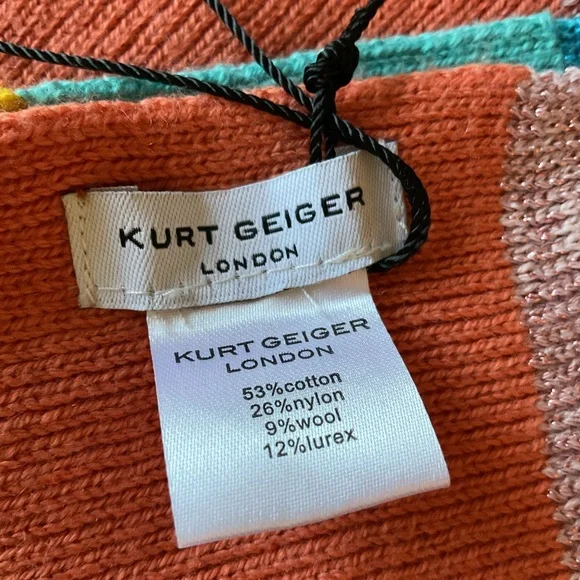 KURT GEIGER
LONDON
KURT GEIGER
LONDON
53%cotton
26%nylon
9%wool
12%lurex